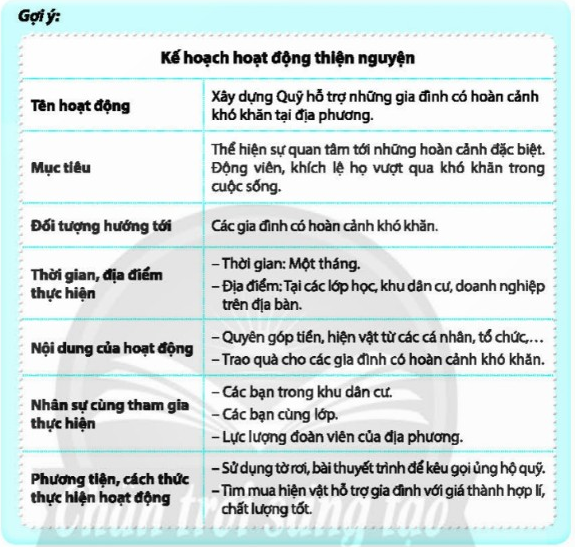 Gợi ý:
Kế hoạch hoạt động thiện nguyện
Tên hoạt động
Xây dựng Quỹ hỗ trợ những gia đình có hoàn cảnh
khó khăn tại địa phương.
Mục tiêu
Thể hiện sự quan tâm tới những hoàn cảnh đặc biệt.
Động viên, khích lệ họ vượt qua khó khăn trong
cuộc sống.
Đối tượng hướng tới
Các gia đình có hoàn cảnh khó khăn.
Thời gian, địa điểm
thực hiện
– Thời gian: Một tháng.
– Địa điểm: Tại các lớp học, khu dân cư, doanh nghiệp
trên địa bàn.
Nội dung của hoạt động
– Quyên góp tiền, hiện vật từ các cá nhân, tổ chức,...
– Trao quà cho các gia đình có hoàn cảnh khó khăn.
Nhân sự cùng tham gia
thực hiện
– Các bạn trong khu dân cư.
– Các bạn cùng lớp.
– Lực lượng đoàn viên của địa phương.
Phương tiện, cách thức
thực hiện hoạt động
– Sử dụng tờ rơi, bài thuyết trình để kêu gọi ủng hộ quỹ.
– Tìm mua hiện vật hỗ trợ gia đình với giá thành hợp lí,
chất lượng tốt.
Chân trời sáng tạo